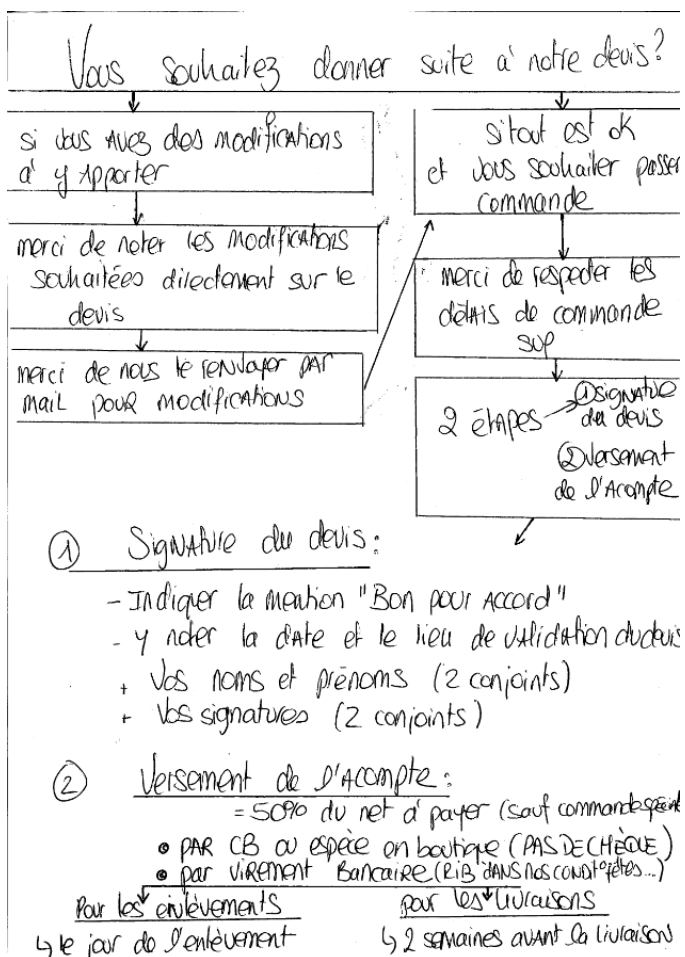 Vous souhaitez donner suite à notre devis?
si vous avez des modifications
à y apporter
merci de noter les modifications
souhaitées directement sur le
devis
merci de nous le renvoyer par
mail pour modifications
si tout est ok
et vous souhaiter passer
commande
merci de respecter les
délais de commande
sup
2 étapes
① signature
du devis
② versement
de l'acompte
① Signature du devis :
- Indiquer la mention "Bon pour accord"
- y noter la date et le lieu de validation du devis
+ Vos noms et prénoms (2 conjoints)
+ Vos signatures (2 conjoints)
② Versement de l'acompte :
= 50% du net à payer (sauf commande
• PAR CB ou espèce en boutique (PAS DE CHÈQUE)
• par virement Bancaire (RIB DANS NOS
Pour les enlèvements
↳ le jour de l'enlèvement
pour les livraisons
↳ 2 semaines avant la livraison